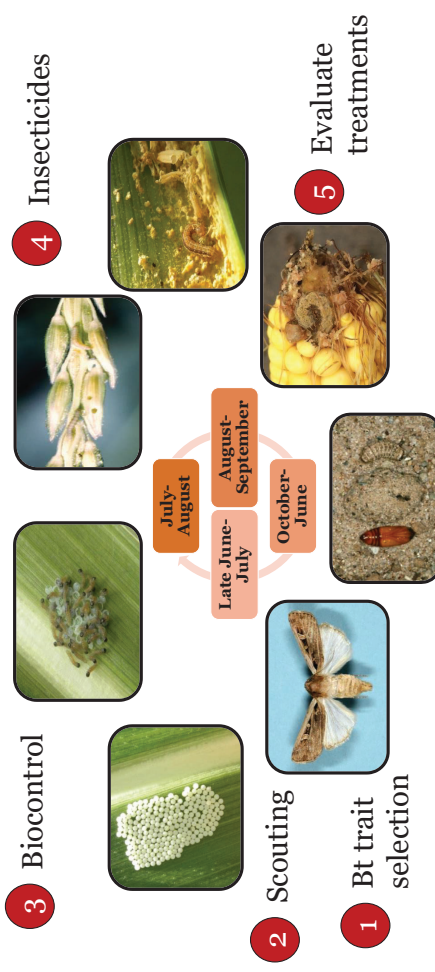 1
Bt trait
selection
2
Scouting
3
Biocontrol
4
Insecticides
5
Evaluate
treatments
July-
August
August-
September
October-
June
Late June-
July